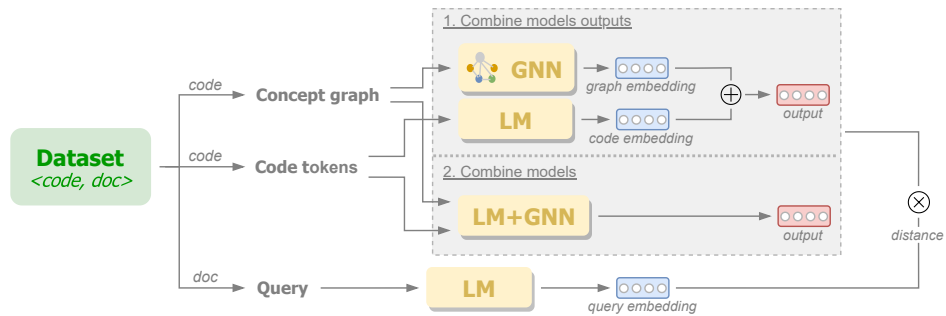 1. Combine models outputs
GNN
graph embedding
code
Concept graph
output
LM
code embedding
Dataset
<code, doc>
code
Code tokens
2. Combine models
LM+GNN
output
distance
doc
Query
LM
query embedding